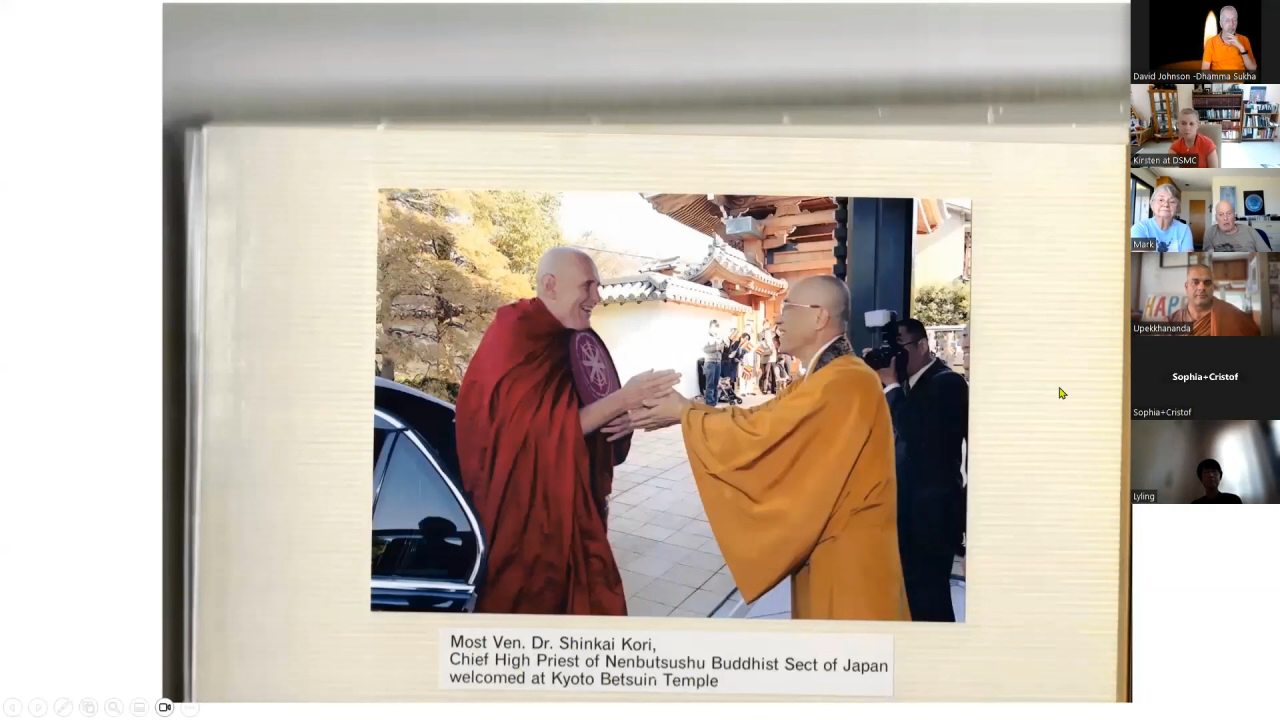 Most Ven. Dr. Shinkai Kori,
Chief High Priest of Nenbutsushu Buddhist Sect of Japan
welcomed at Kyoto Betsuin Temple
David Johnson -Dhamma Sukha
Kirsten at DSMC
Mark
HAPP
Upekkhananda
Sophia+Cristof
Sophia+Cristof
Lyling